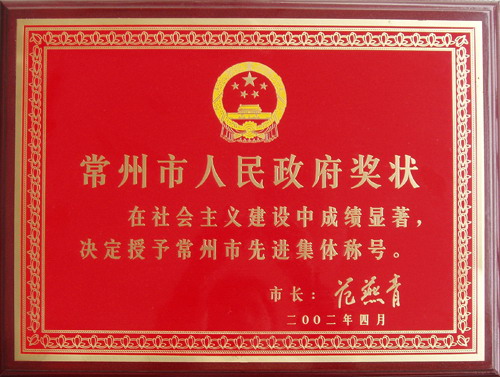 常州市人民政府奖状
在社会主义建设中成绩显著，
决定授予常州市先进集体称号。
市长：范燕青
二〇〇二年四月